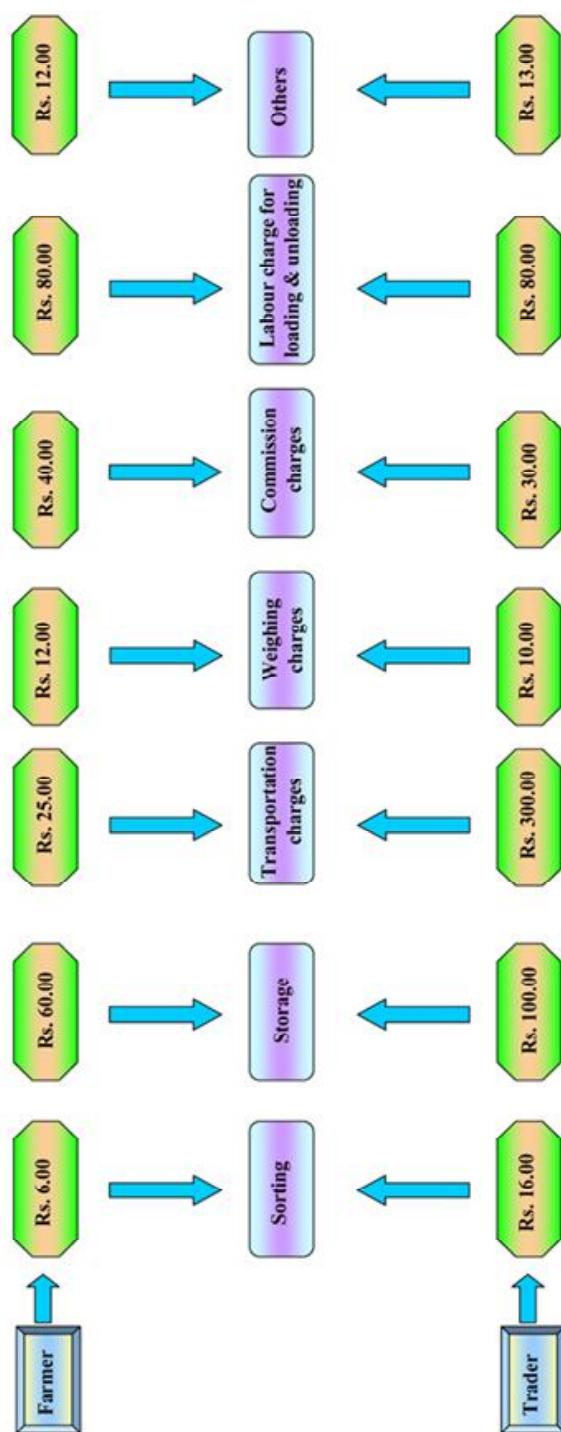 Farmer
Rs. 6.00
Rs. 60.00
Rs. 25.00
Rs. 12.00
Rs. 40.00
Rs. 80.00
Rs. 12.00
Sorting
Storage
Transportation
charges
Weighing
charges
Commission
charges
Labour charge for
loading & unloading
Others
Trader
Rs. 16.00
Rs. 100.00
Rs. 300.00
Rs. 10.00
Rs. 30.00
Rs. 80.00
Rs. 13.00